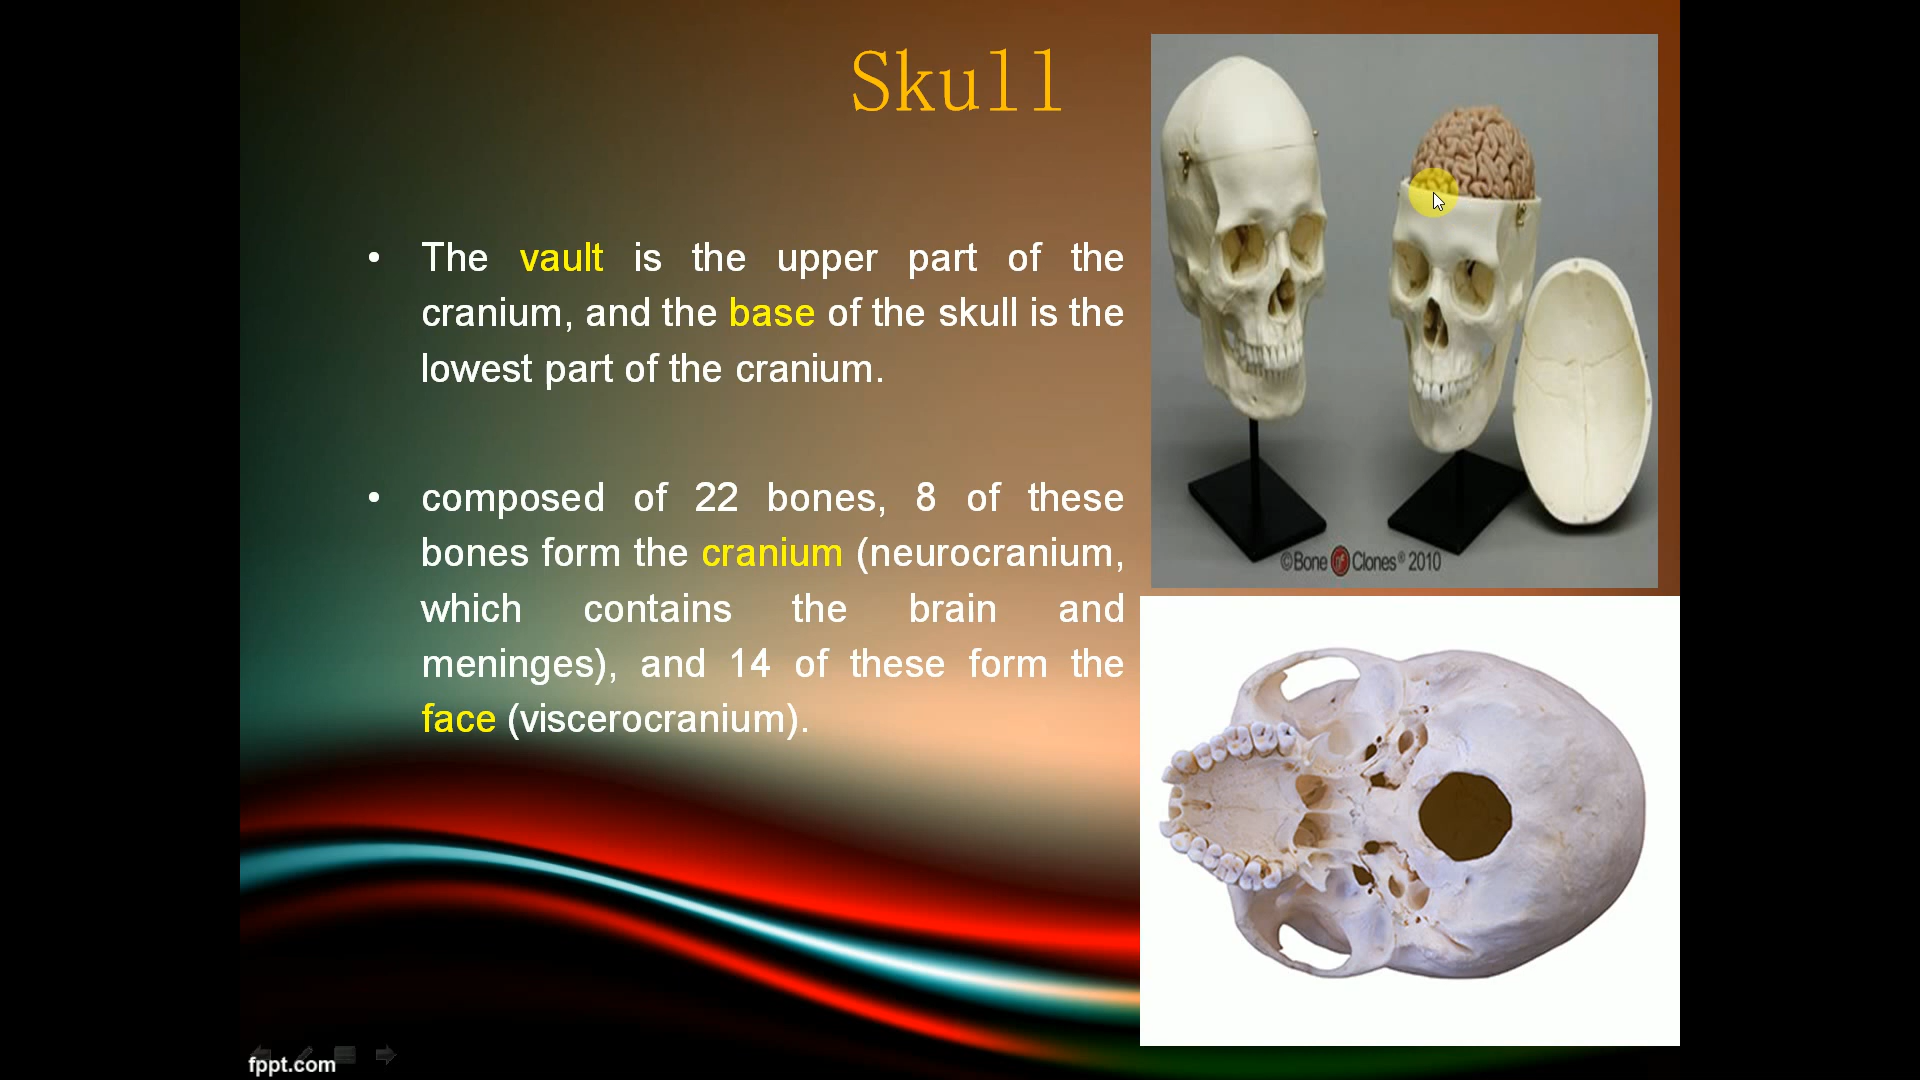 Skull
• The vault is the upper part of the
cranium, and the base of the skull is the
lowest part of the cranium.
• composed of 22 bones, 8 of these
bones form the cranium (neurocranium,
which contains the brain and
meninges), and 14 of these form the
face (viscerocranium).
©Bone Clones® 2010
fppt.com